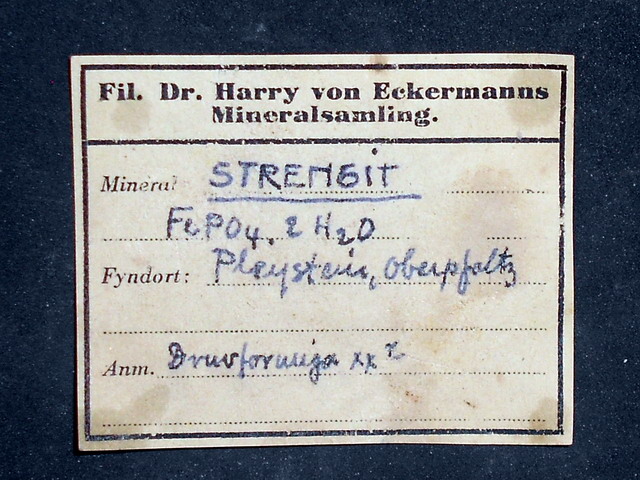 Fil. Dr. Harry von Eckermanns
Mineralsamling.
Mineral STRENGIT
FePO4. 2 H2O
Fyndort: Pleystein, Oberpfaltz
Anm. Druvformiga xx